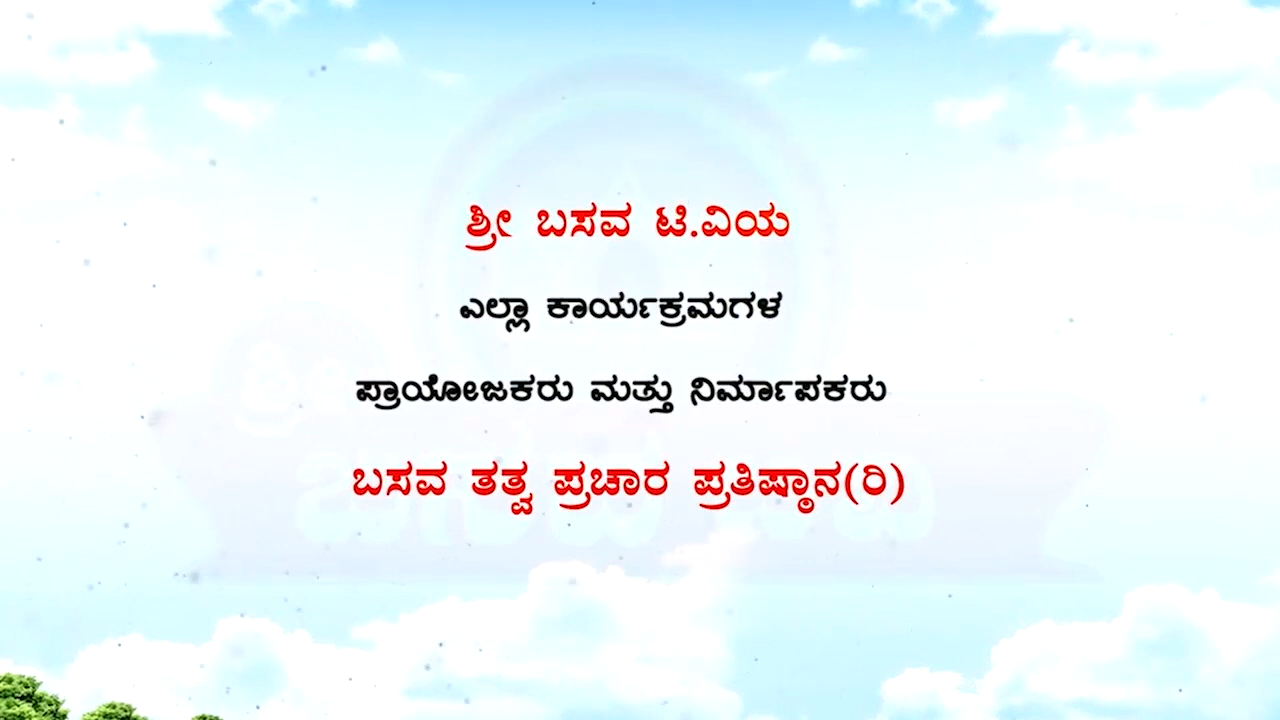 ಶ್ರೀ ಬಸವ ಟಿ.ವಿಯ
ಎಲ್ಲಾ ಕಾರ್ಯಕ್ರಮಗಳ
ಪ್ರಾಯೋಜಕರು ಮತ್ತು ನಿರ್ಮಾಪಕರು
ಬಸವ ತತ್ವ ಪ್ರಚಾರ ಪ್ರತಿಷ್ಠಾನ(ರಿ)